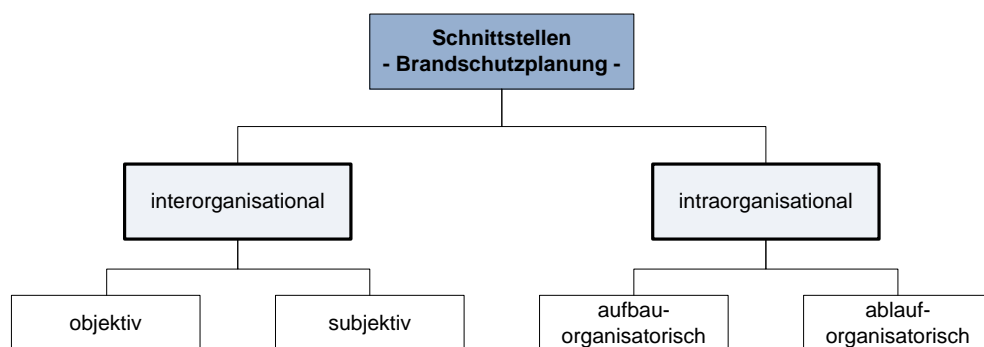 Schnittstellen
- Brandschutzplanung -
interorganisational
intraorganisational
objektiv
subjektiv
aufbau-
organisatorisch
ablauf-
organisatorisch